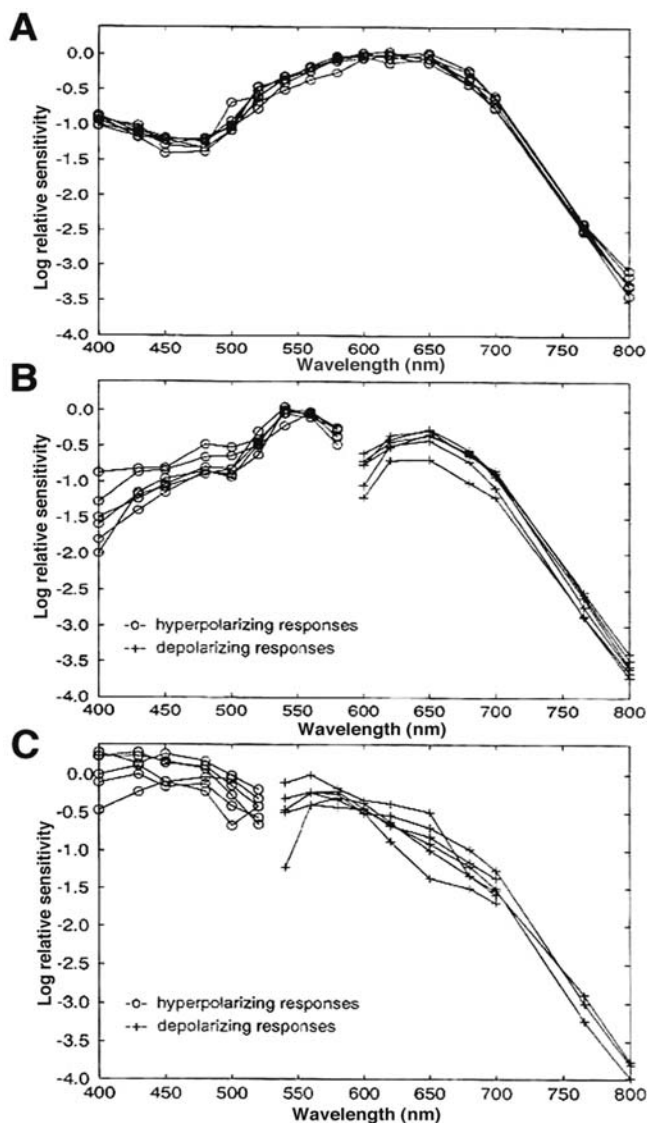 A
Log relative sensitivity
0.0
-0.5
-1.0
-1.5
-2.0
-2.5
-3.0
-3.5
-4.0
400 450 500 550 600 650 700 750 800
Wavelength (nm)
B
Log relative sensitivity
0.0
-0.5
-1.0
-1.5
-2.0
-2.5
-3.0
-3.5
-4.0
hyperpolarizing responses
depolarizing responses
400 450 500 550 600 650 700 750 800
Wavelength (nm)
C
Log relative sensitivity
0.0
-0.5
-1.0
-1.5
-2.0
-2.5
-3.0
-3.5
-4.0
hyperpolarizing responses
depolarizing responses
400 450 500 550 600 650 700 750 800
Wavelength (nm)